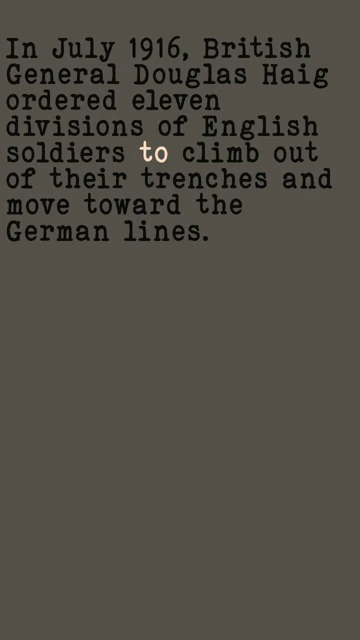 In July 1916, British
General Douglas Haig
ordered eleven
divisions of English
soldiers to climb out
of their trenches and
move toward the
German lines.